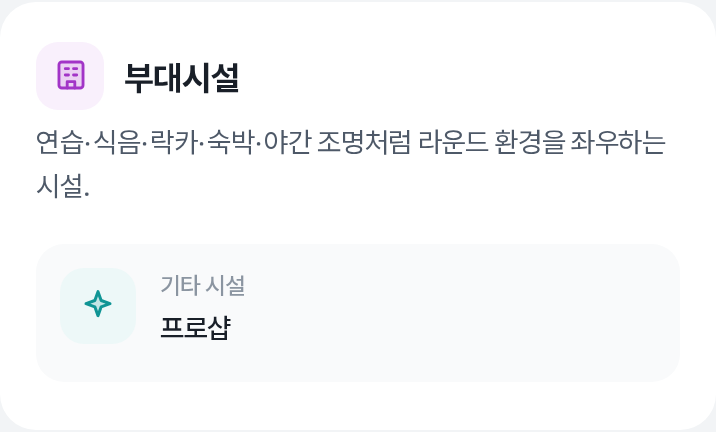 부대시설
연습·식음·락카·숙박·야간 조명처럼 라운드 환경을 좌우하는
시설.
기타 시설
프로샵